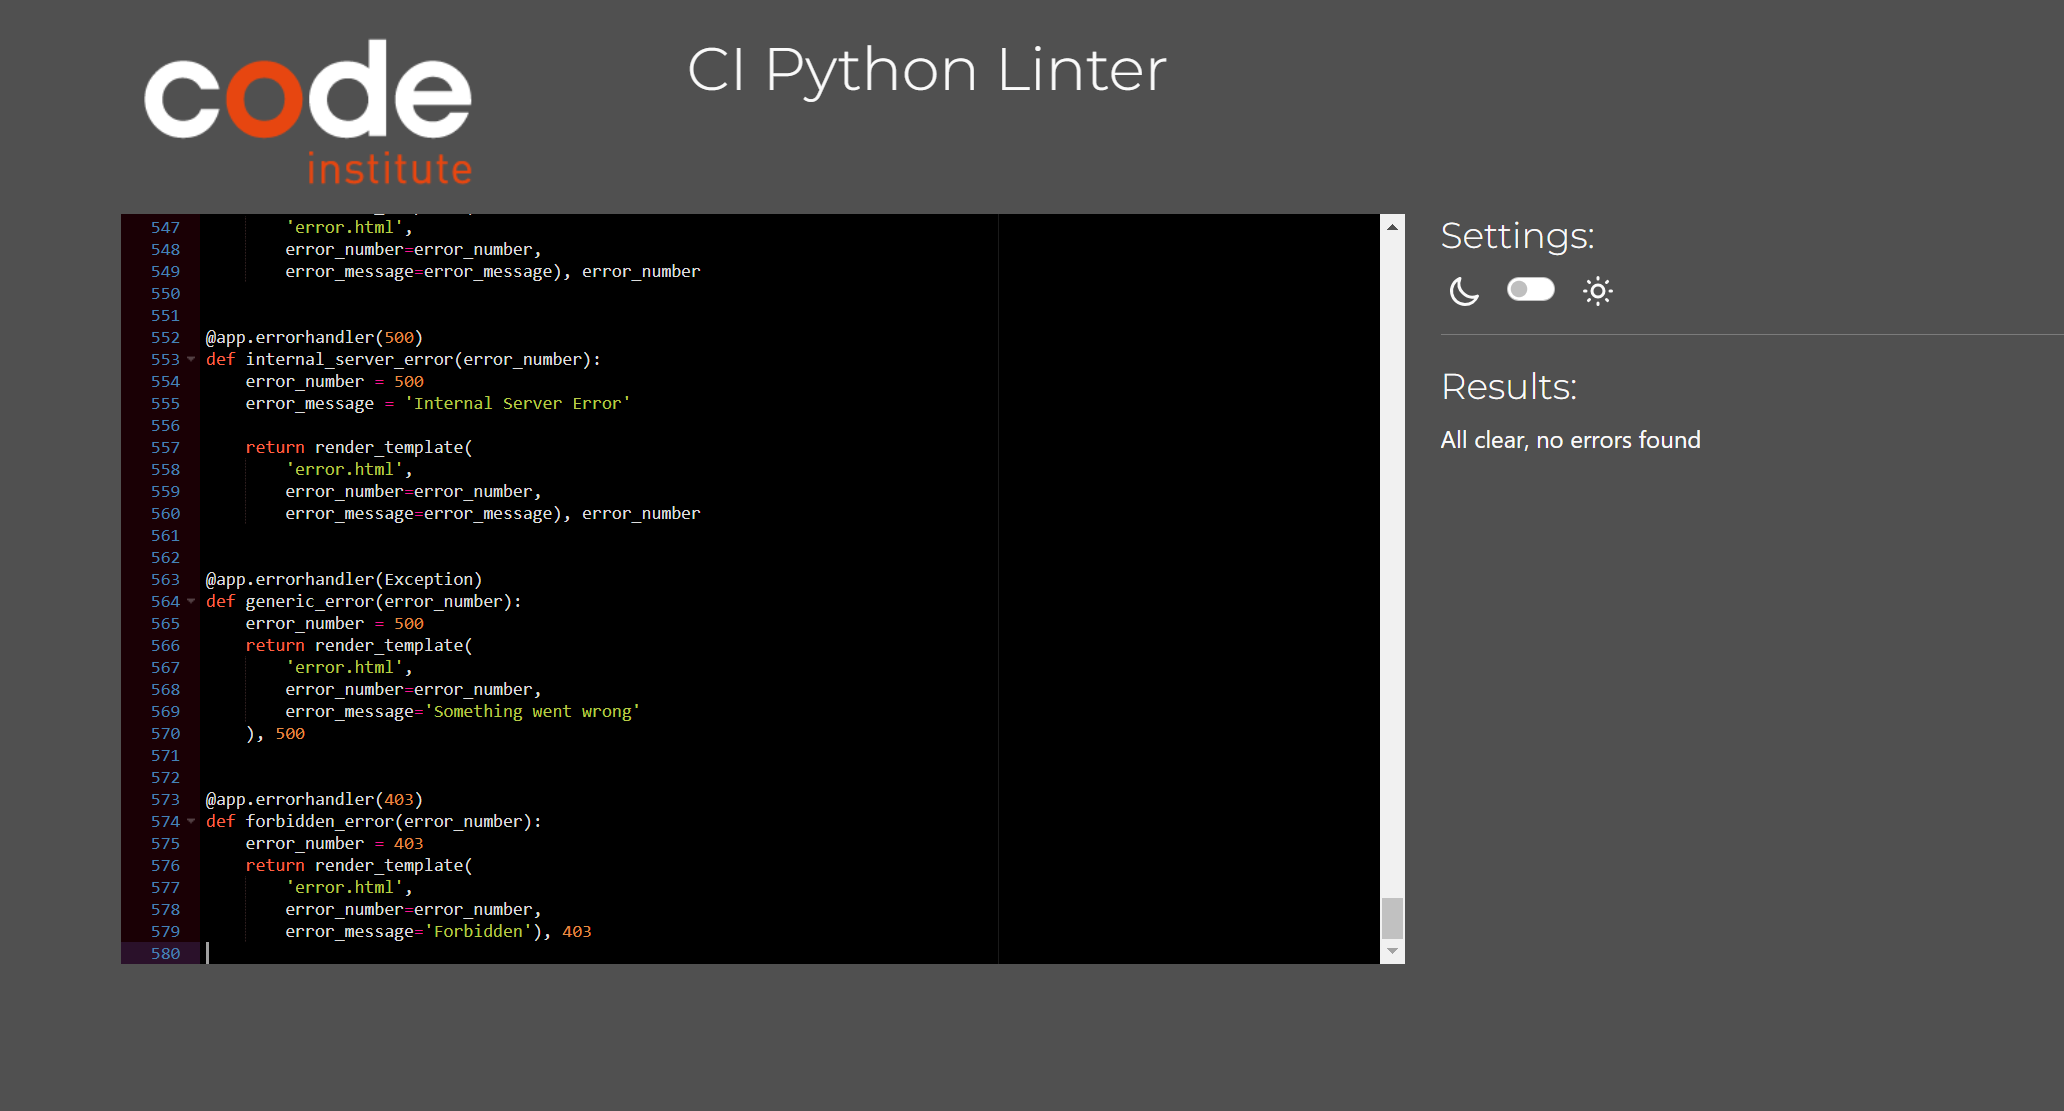 code
institute
CI Python Linter
547 'error.html',
548 error_number=error_number,
549 error_message=error_message), error_number
550
551
552 @app.errorhandler(500)
553 def internal_server_error(error_number):
554 error_number = 500
555 error_message = 'Internal Server Error'
556
557 return render_template(
558 'error.html',
559 error_number=error_number,
560 error_message=error_message), error_number
561
562
563 @app.errorhandler(Exception)
564 def generic_error(error_number):
565 error_number = 500
566 return render_template(
567 'error.html',
568 error_number=error_number,
569 error_message='Something went wrong'
570 ), 500
571
572
573 @app.errorhandler(403)
574 def forbidden_error(error_number):
575 error_number = 403
576 return render_template(
577 'error.html',
578 error_number=error_number,
579 error_message='Forbidden'), 403
580
Settings:
Results:
All clear, no errors found